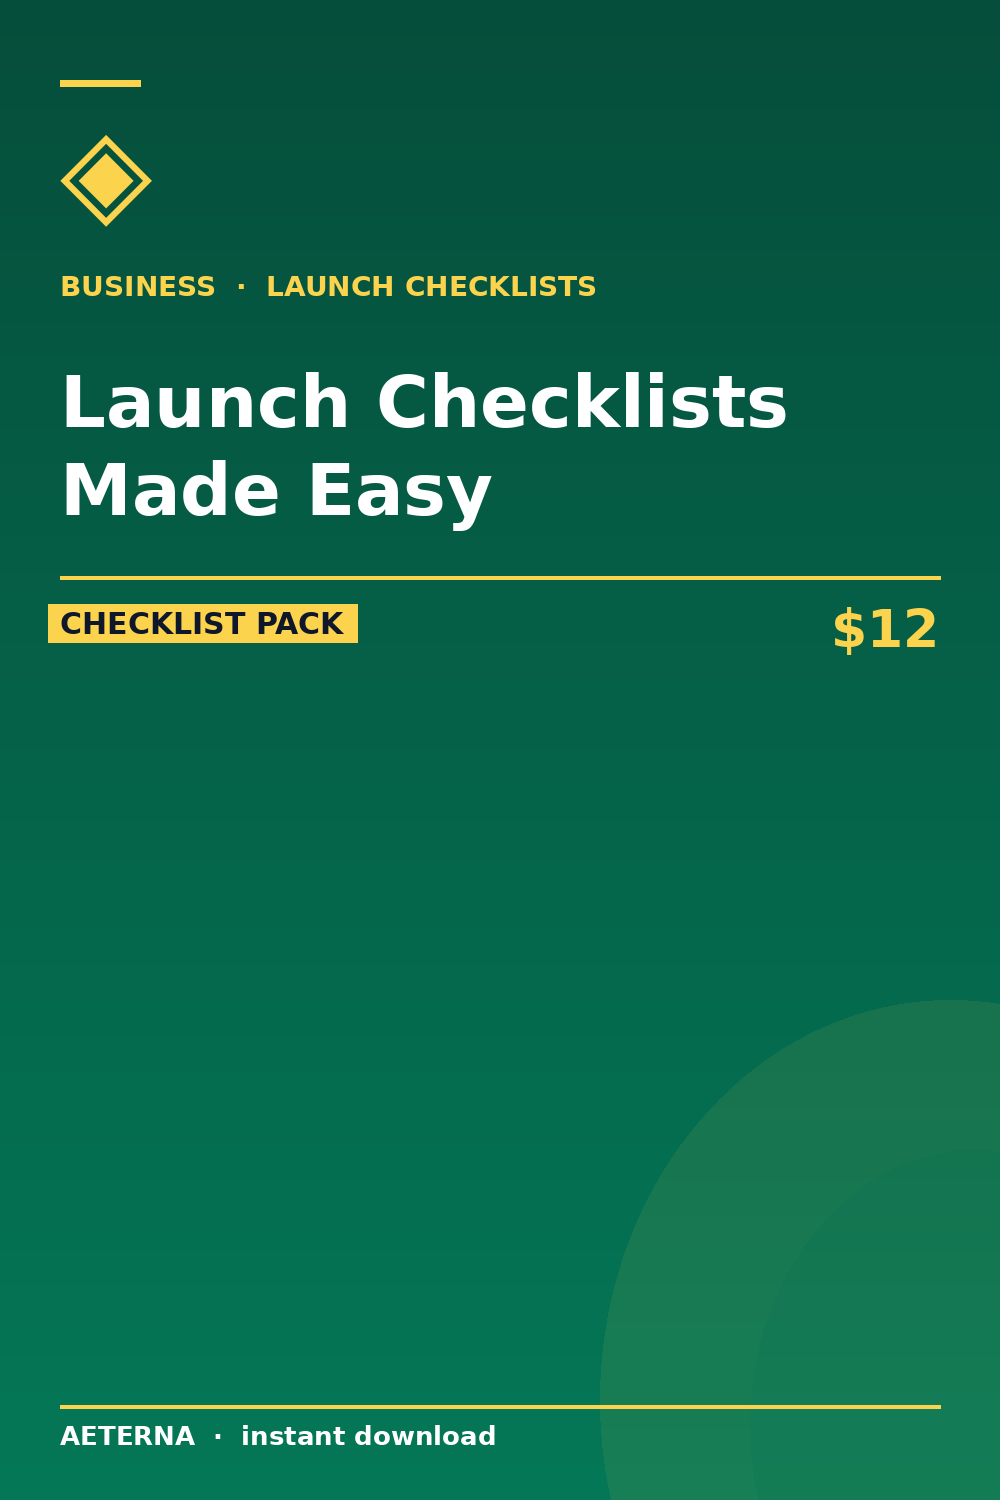 BUSINESS · LAUNCH CHECKLISTS
Launch Checklists
Made Easy
CHECKLIST PACK
$12
AETERNA · instant download